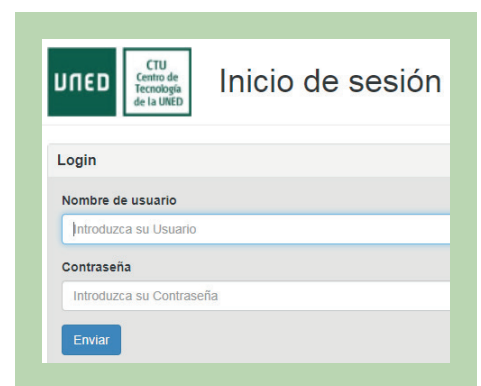 UNED
CTU
Centro de
Tecnología
de la UNED
Inicio de sesión
Login
Nombre de usuario
Introduzca su Usuario
Contraseña
Introduzca su Contraseña
Enviar